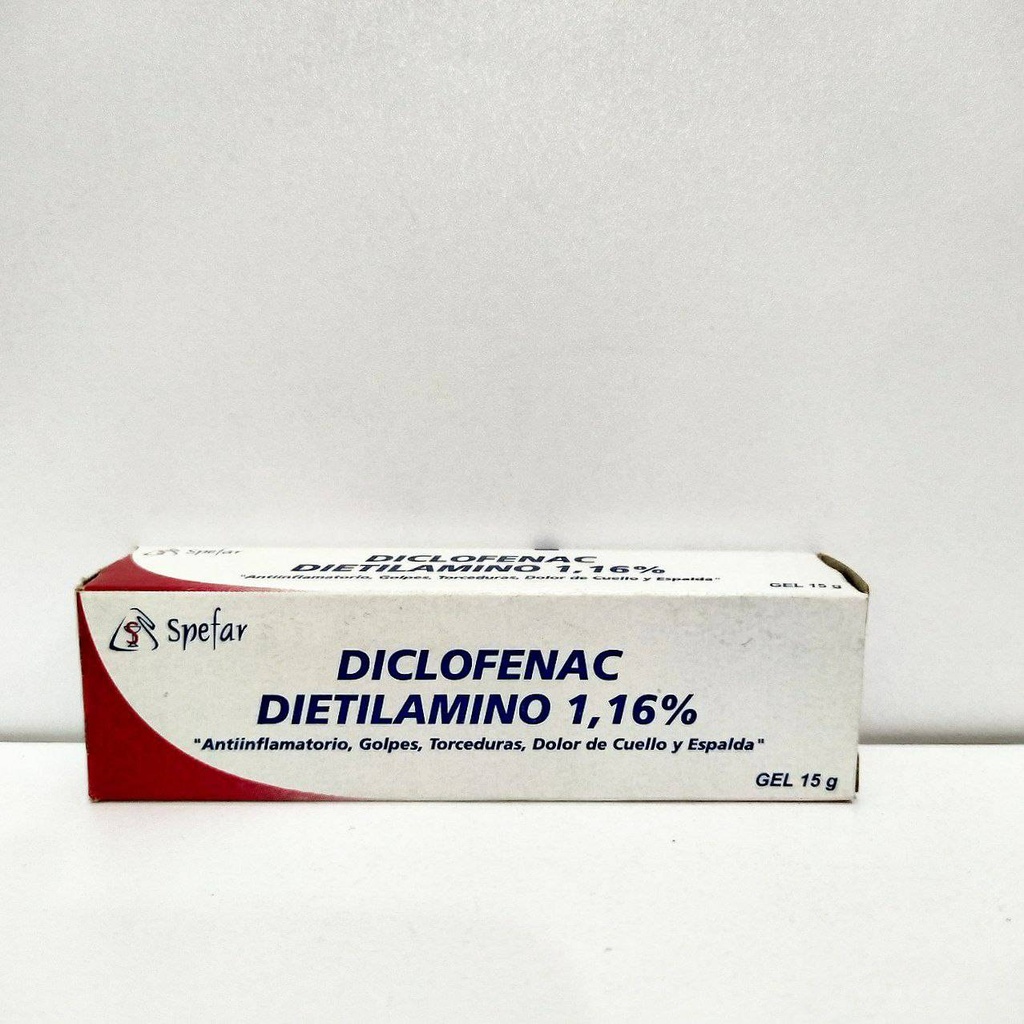 Spefar
DICLOFENAC
DIETILAMINO 1,16%
"Antiinflamatorio, Golpes, Torceduras, Dolor de Cuello y Espalda"
GEL 15 g
Spefar
DICLOFENAC
DIETILAMINO 1,16%
"Antiinflamatorio, Golpes, Torceduras, Dolor de Cuello y Espalda"
GEL 15 g